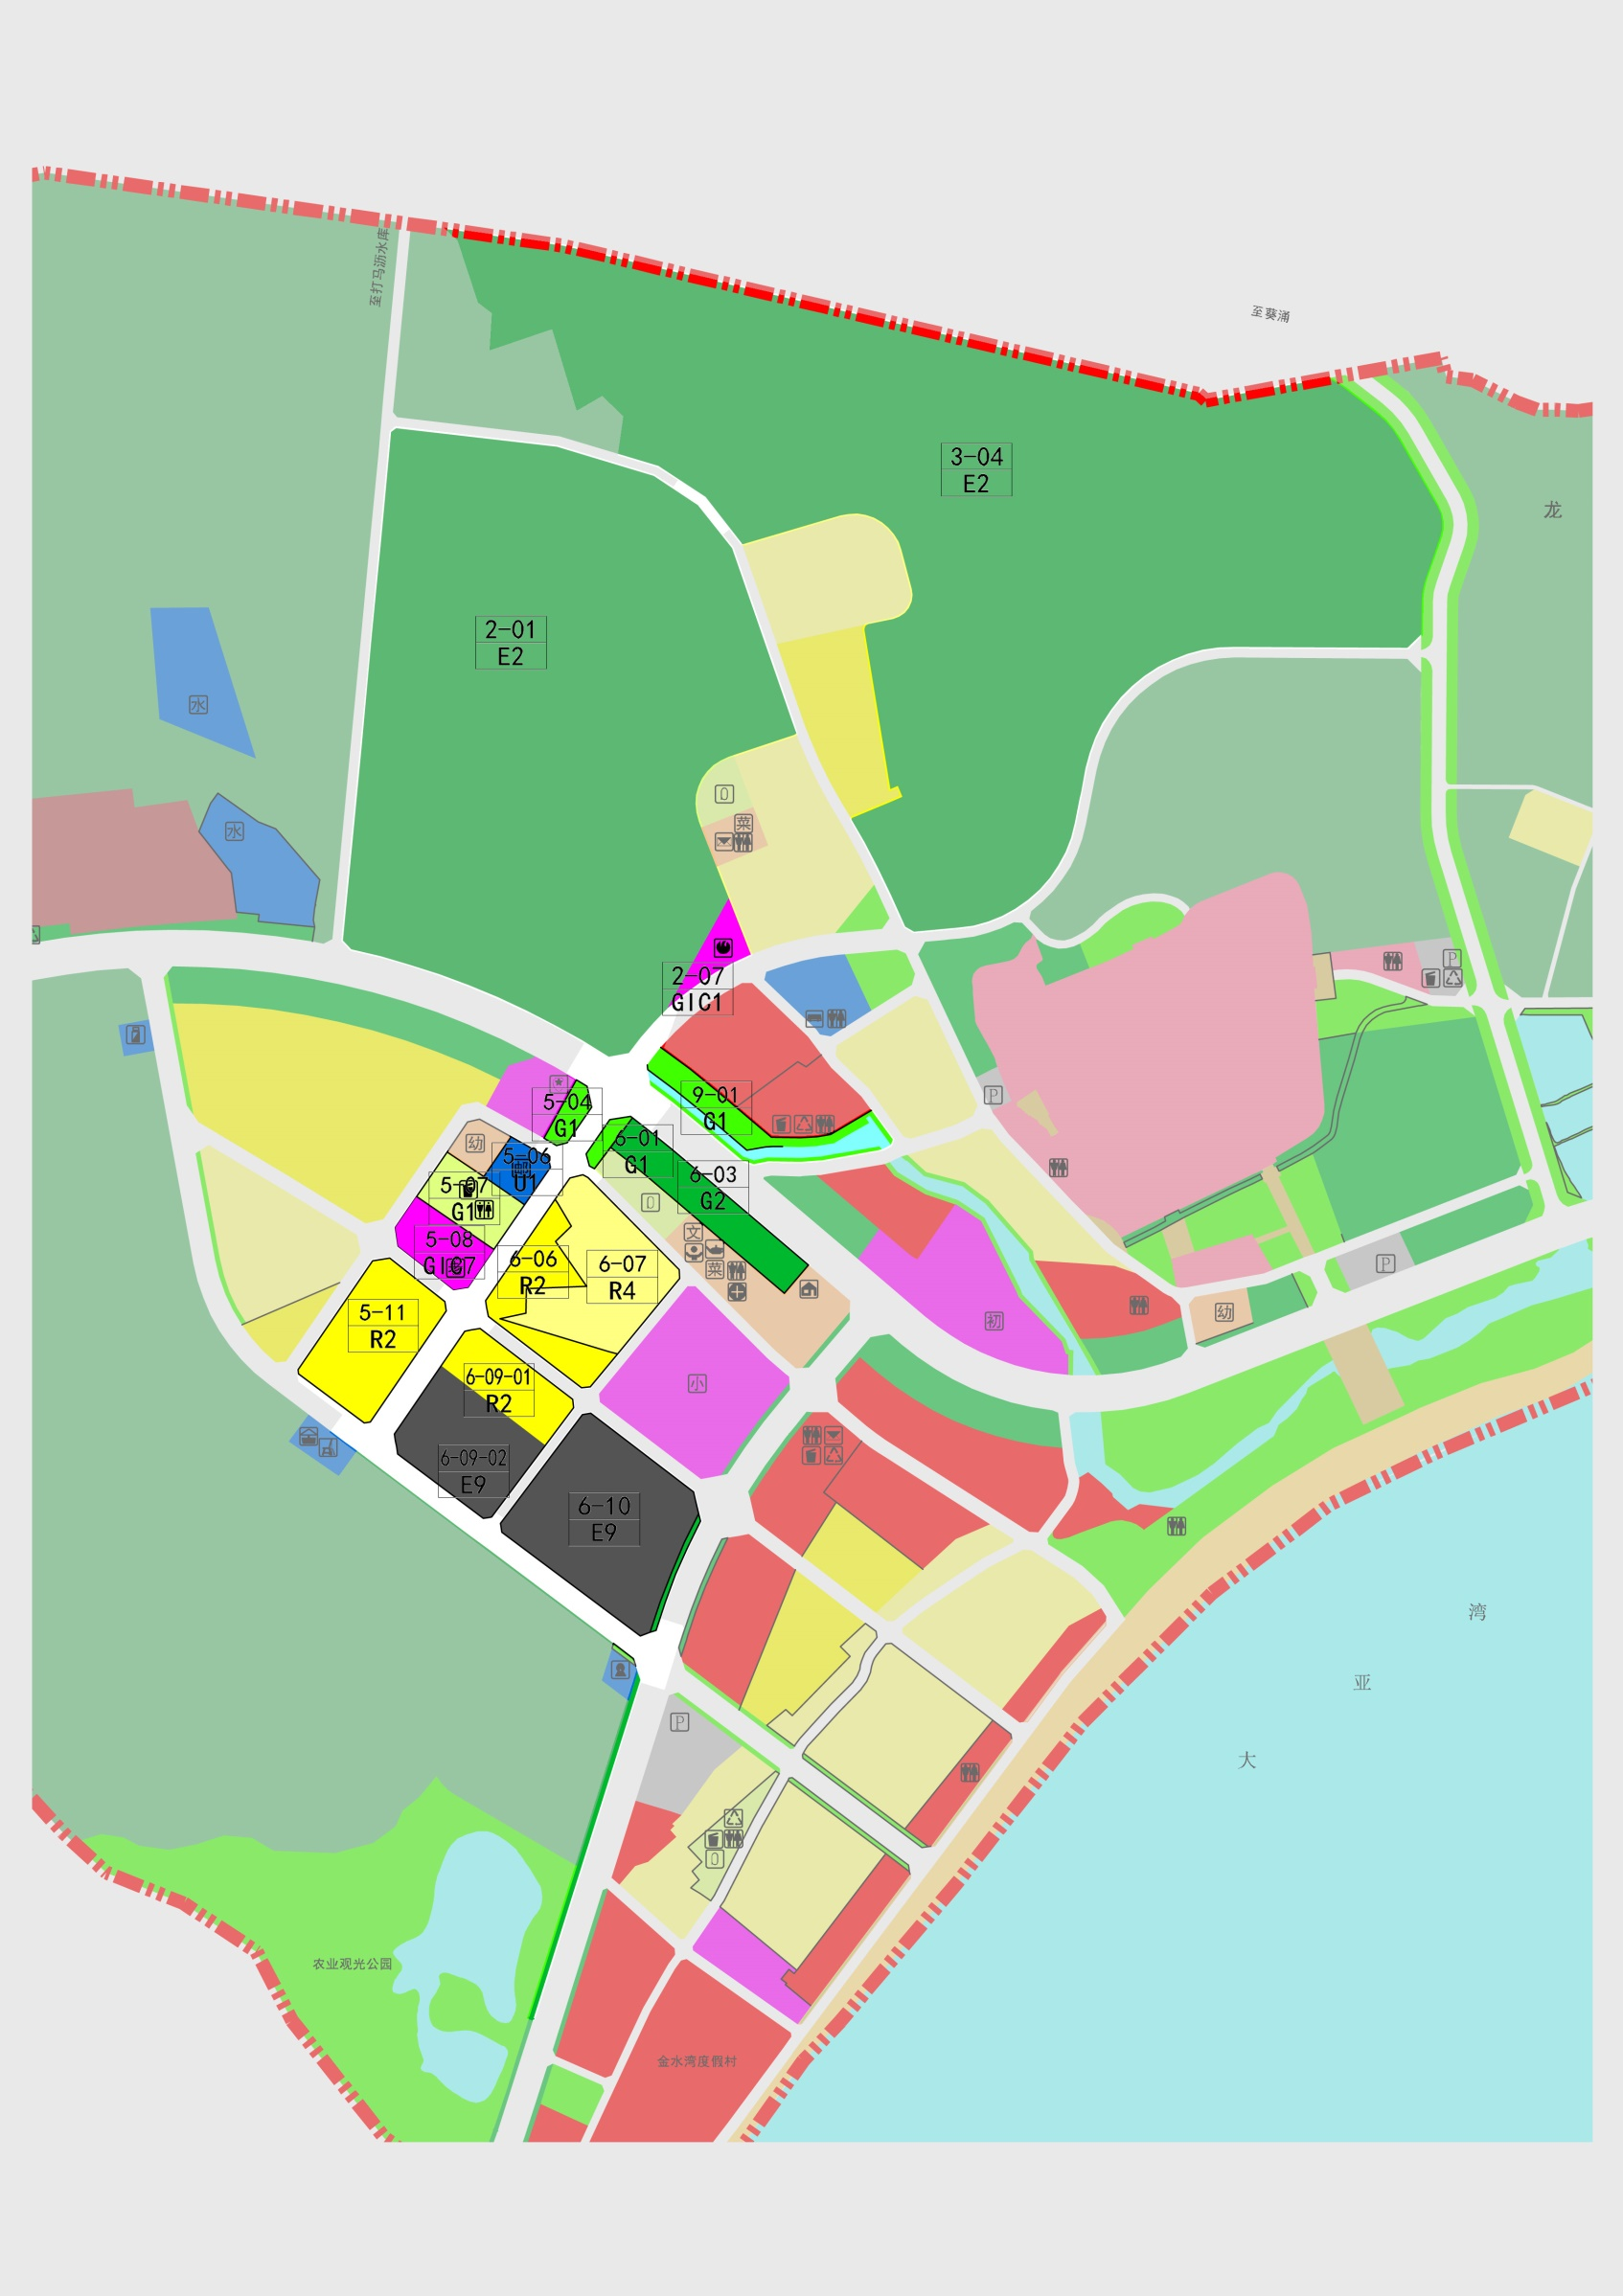 至打马沥水库
至葵涌
3-04
E2
龙
2-01
E2
水
水
菜
2-07
GIC1
5-04
G1
9-01
G1
P
P
幼
5-06
U1
6-01
G1
6-03
G2
5-07
G1
文
菜
5-08
GIC7
6-06
R2
6-07
R4
P
幼
初
5-11
R2
6-09-01
R2
小
6-09-02
E9
6-10
E9
湾
亚
大
P
农业观光公园
金水湾度假村